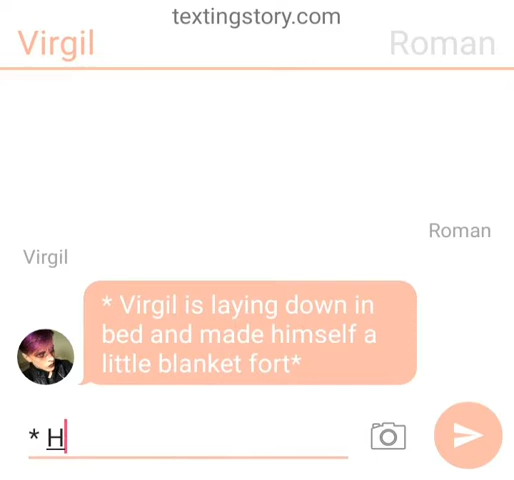 textingstory.com
Virgil
Roman
Roman
Virgil
* Virgil is laying down in
bed and made himself a
little blanket fort*
* H